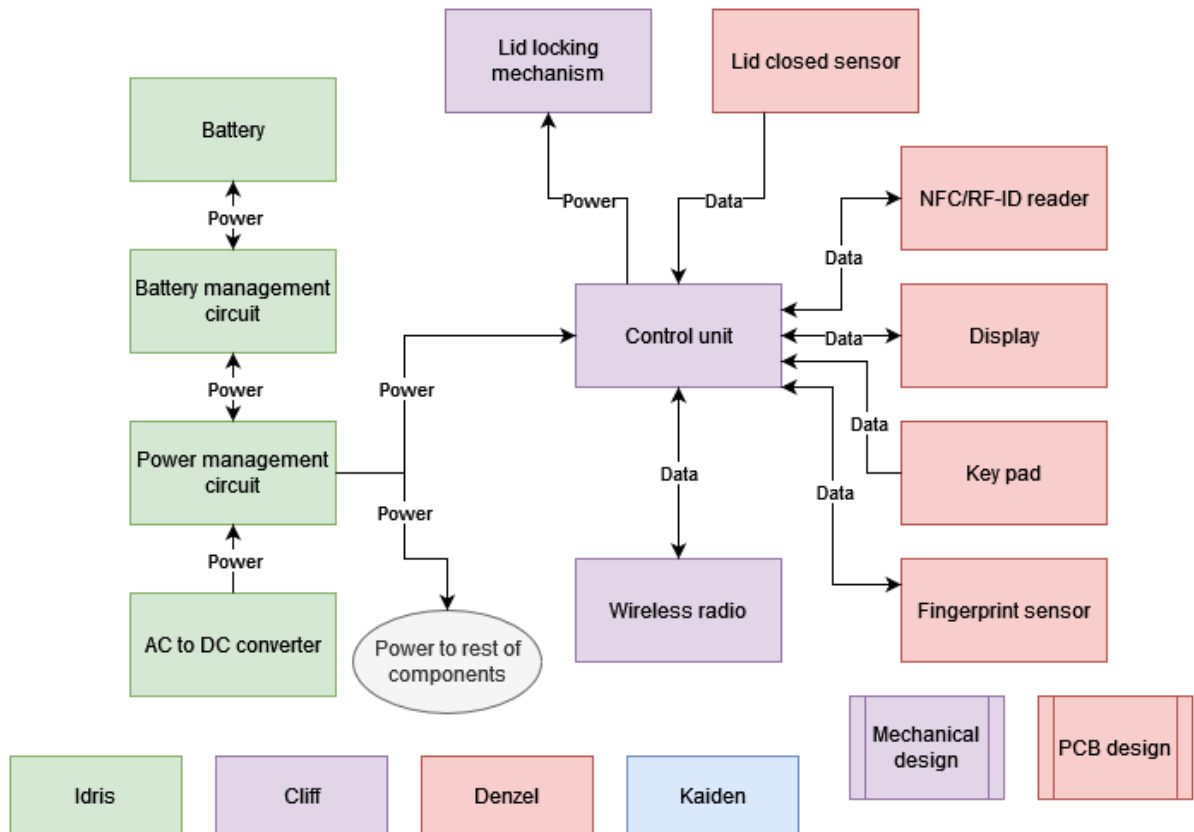 Lid locking
mechanism
Lid closed sensor
Battery
NFC/RF-ID reader
Power
Power
Data
Data
Battery management
circuit
Control unit
Data
Display
Power
Power
Data
Power management
circuit
Data
Key pad
Data
Power
Power
Wireless radio
Fingerprint sensor
AC to DC converter
Power to rest of
components
Mechanical
design
PCB design
Idris
Cliff
Denzel
Kaiden